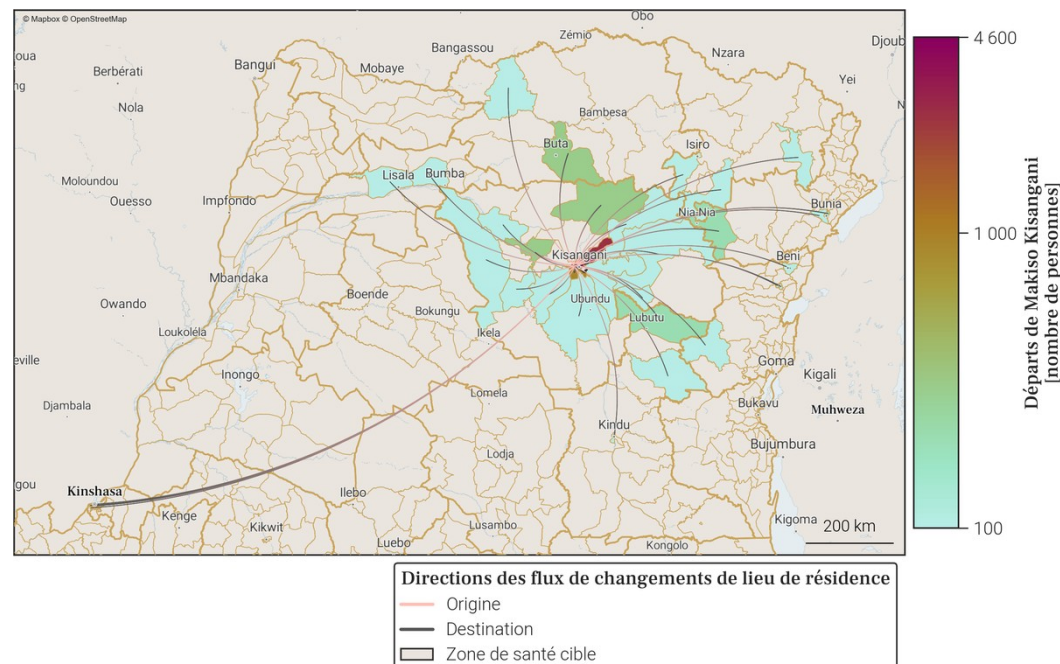 © Mapbox © OpenStreetMap
Obo
Zémio
Djoub
oua
Bangassou
Nzara
Berbérati
Bangui
Mobaye
Yei
ng
Nola
Bambesa
N
Buta
Isiro
Moloundou
Lisala
Bumba
Ouesso
Impfondo
Nia Nia
Bunia
Kisangani
Beni
Mbandaka
Boende
Ubundu
Owando
Bokungu
Lubutu
Loukoléla
Ikela
eville
Goma
Inongo
Kigali
Lomela
Djambala
Bukavu
Muhweza
Kindu
Bujumbura
Lodja
gou
Kinshasa
Ilebo
Kenge
Kikwit
Lusambo
Kigoma
200 km
Luebo
Kongolo
4 600
1 000
100
Départs de Makiso Kisangani
[nombre de personnes]
Directions des flux de changements de lieu de résidence
Origine
Destination
Zone de santé cible